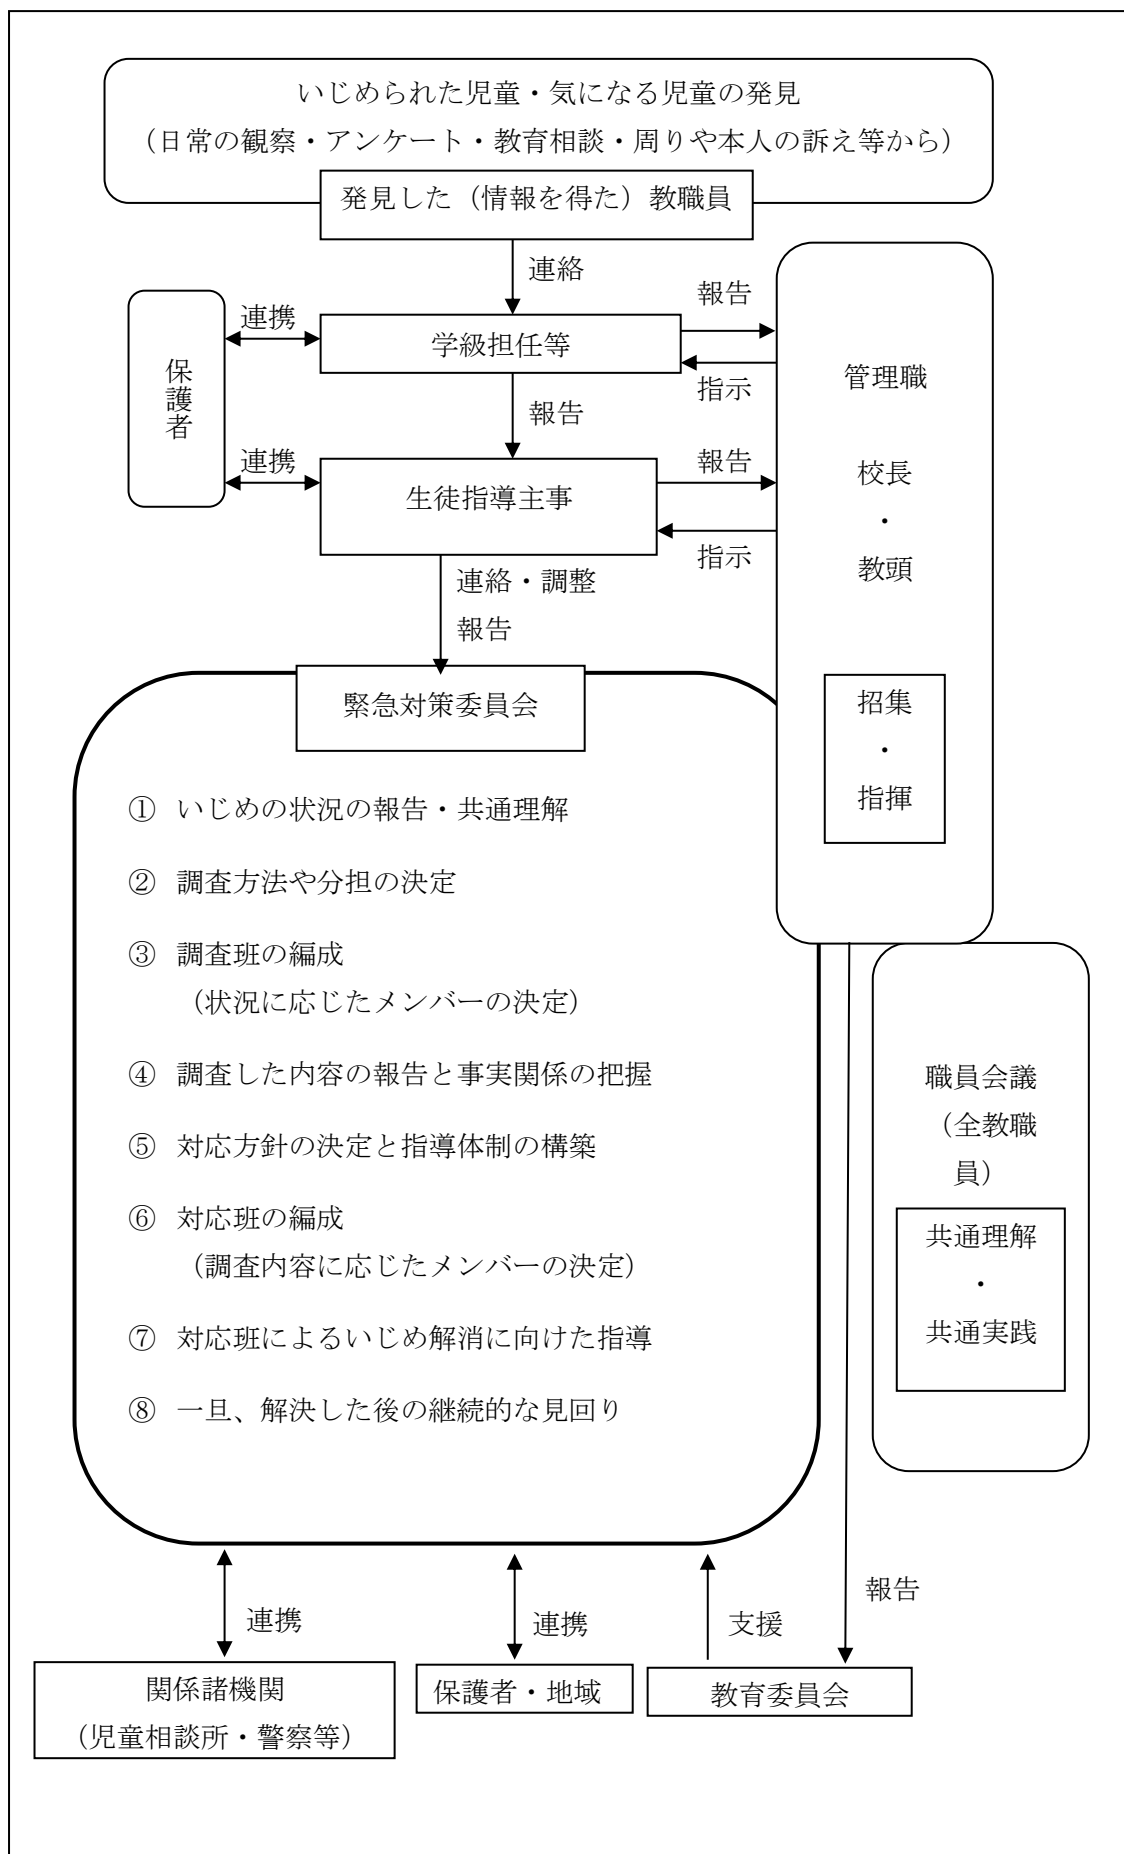 いじめられた児童・気になる児童の発見
（日常の観察・アンケート・教育相談・周りや本人の訴え等から）
発見した（情報を得た）教職員
連絡
報告
連携
学級担任等
指示
保護者
管理職
報告
連携
報告
生徒指導主事
校長
・
教頭
指示
連絡・調整
報告
緊急対策委員会
招集
・
指揮
① いじめの状況の報告・共通理解
② 調査方法や分担の決定
③ 調査班の編成
（状況に応じたメンバーの決定）
④ 調査した内容の報告と事実関係の把握
⑤ 対応方針の決定と指導体制の構築
⑥ 対応班の編成
（調査内容に応じたメンバーの決定）
⑦ 対応班によるいじめ解消に向けた指導
⑧ 一旦、解決した後の継続的な見回り
職員会議
（全教職
員）
共通理解
・
共通実践
報告
連携
連携
支援
関係諸機関
（児童相談所・警察等）
保護者・地域
教育委員会